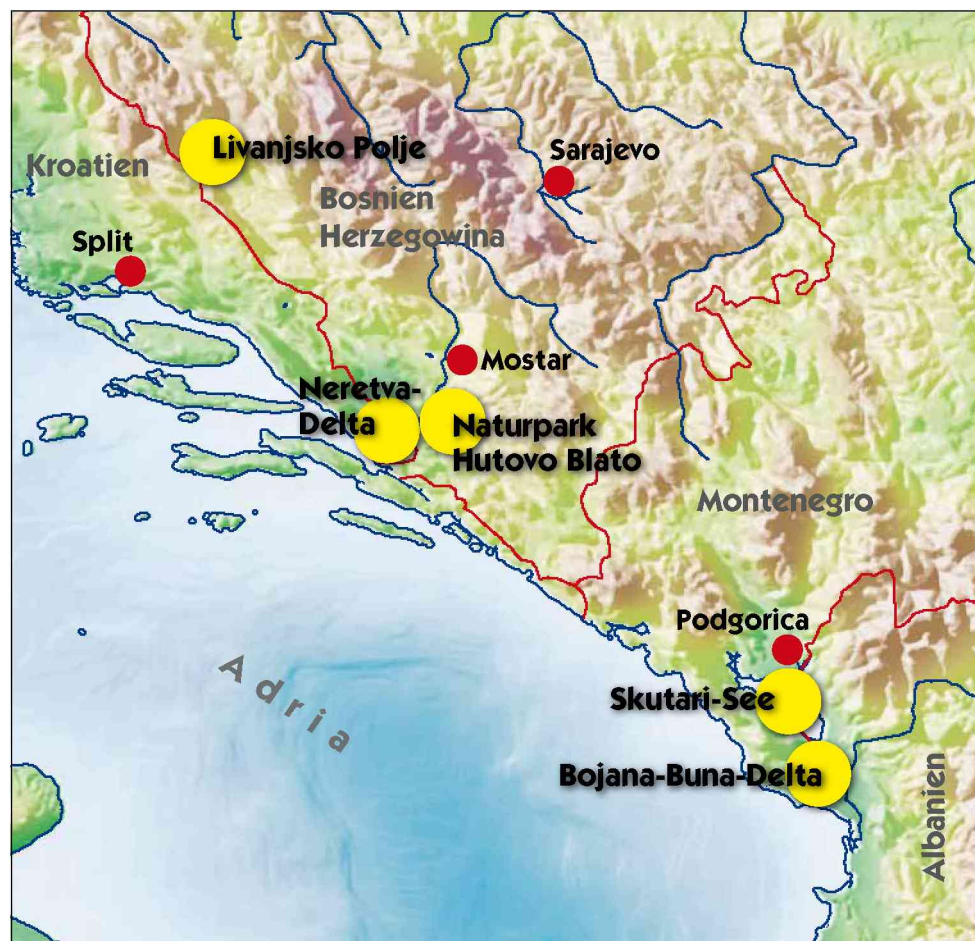 Livanjsko Polje
Sarajevo
Kroatien
Bosnien
Herzegowina
Split
Mostar
Neretva-
Delta
Naturpark
Hutovo Blato
Montenegro
Podgorica
Adria
Skutari-See
Bojana-Buna-Delta
Albanien